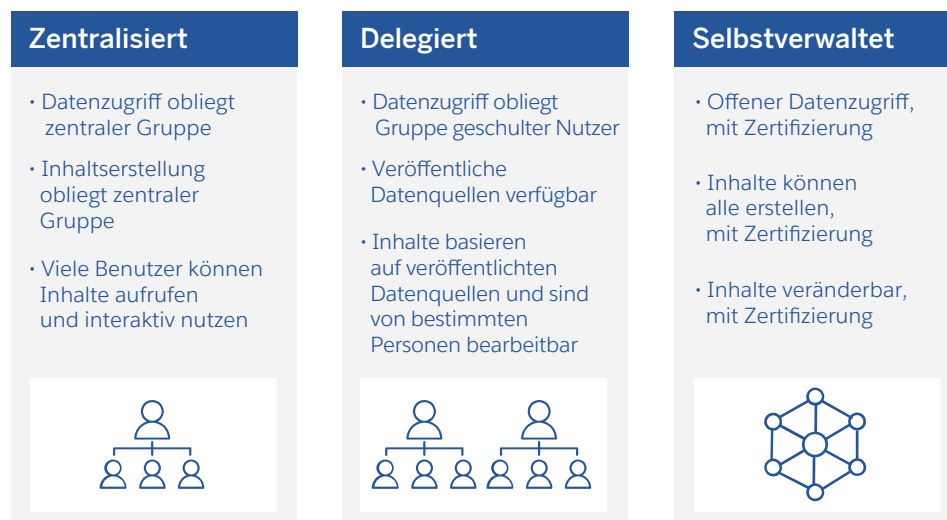 Zentralisiert
· Datenzugriff obliegt
zentraler Gruppe
· Inhaltserstellung
obliegt zentraler
Gruppe
· Viele Benutzer können
Inhalte aufrufen
und interaktiv nutzen
Delegiert
· Datenzugriff obliegt
Gruppe geschulter Nutzer
· Veröffentliche
Datenquellen verfügbar
· Inhalte basieren
auf veröffentlichten
Datenquellen und sind
von bestimmten
Personen bearbeitbar
Selbstverwaltet
· Offener Datenzugriff,
mit Zertifizierung
· Inhalte können
alle erstellen,
mit Zertifizierung
· Inhalte veränderbar,
mit Zertifizierung